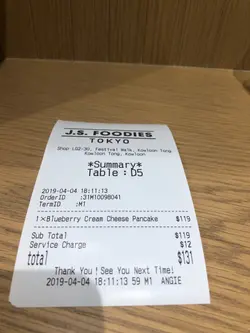 J.S. FOODIES
TOKYO
Shop LG2-30, Festival Walk, Kowloon Tong
Kowloon Tong, Kowloon
*Summary*
Table : D5
2019-04-04 18:11:13
OrderID :31M10098041
TermID :M1
1×Blueberry Cream Cheese Pancake $119
Sub Total $119
Service Charge $12
total $131
Thank You ! See You Next Time!
2019-04-04 18:11:13 59 M1 ANGIE